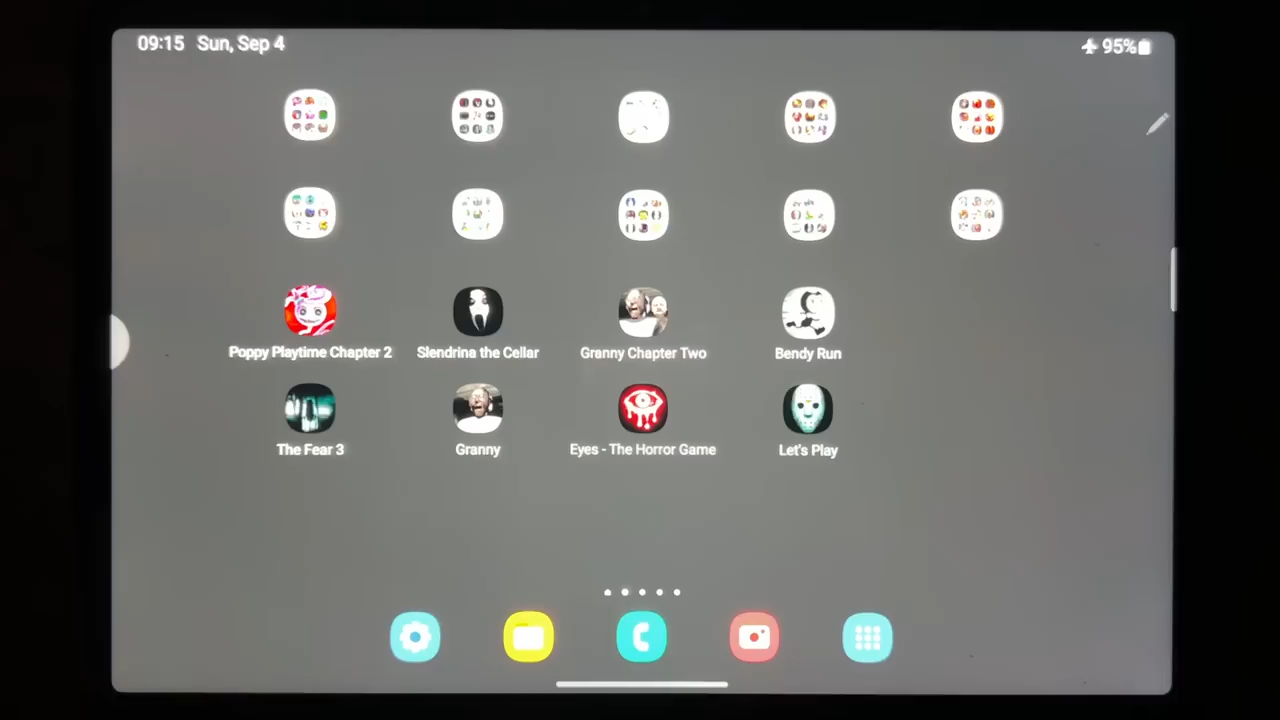 09:15 Sun, Sep 4
95%
Poppy Playtime Chapter 2
Slendrina the Cellar
Granny Chapter Two
Bendy Run
The Fear 3
Granny
Eyes - The Horror Game
Let's Play